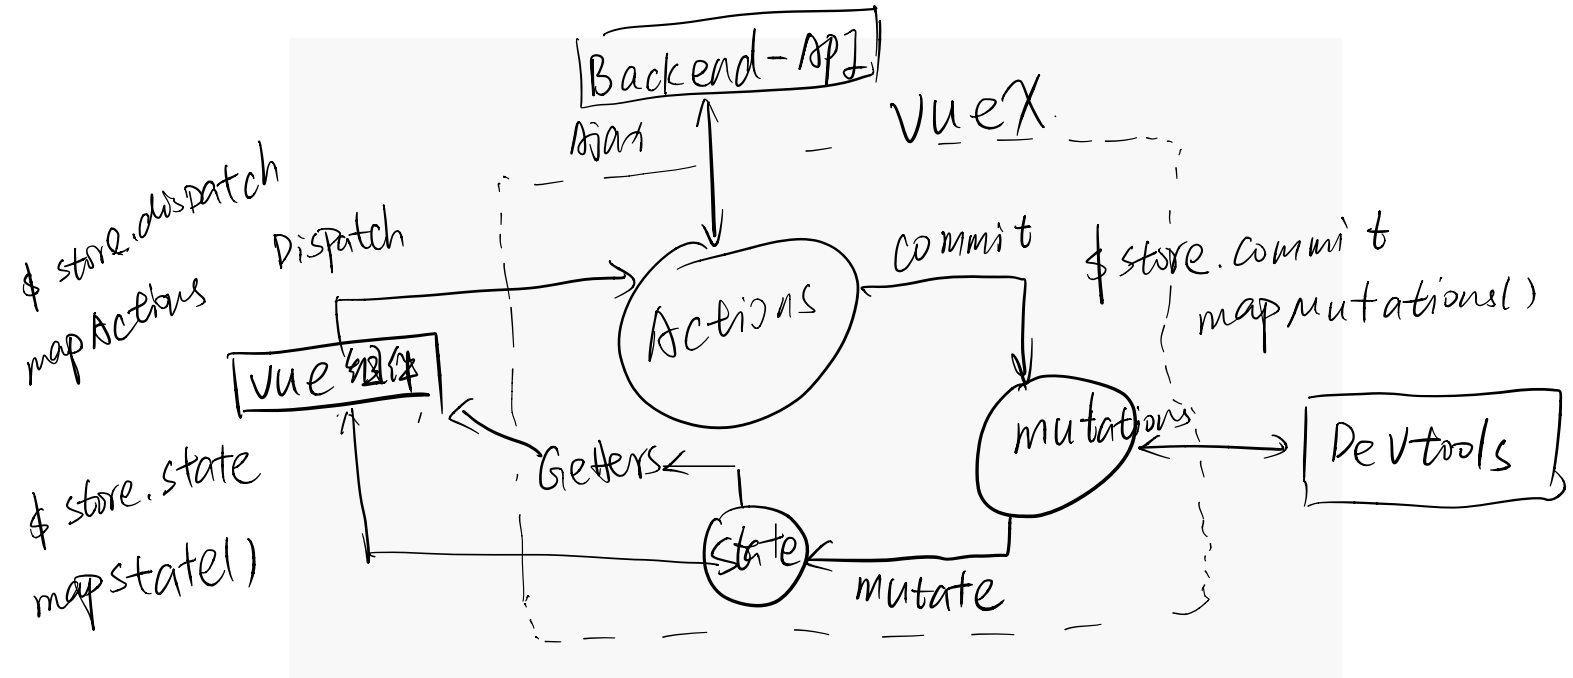 Backend-API
Ajax
VueX
$ store.dispatch
mapActions
Dispatch
Actions
commit
$ store.commit
mapMutations()
vue组件
mutations
Devtools
Getters
$ store.state
mapstate()
state
mutate